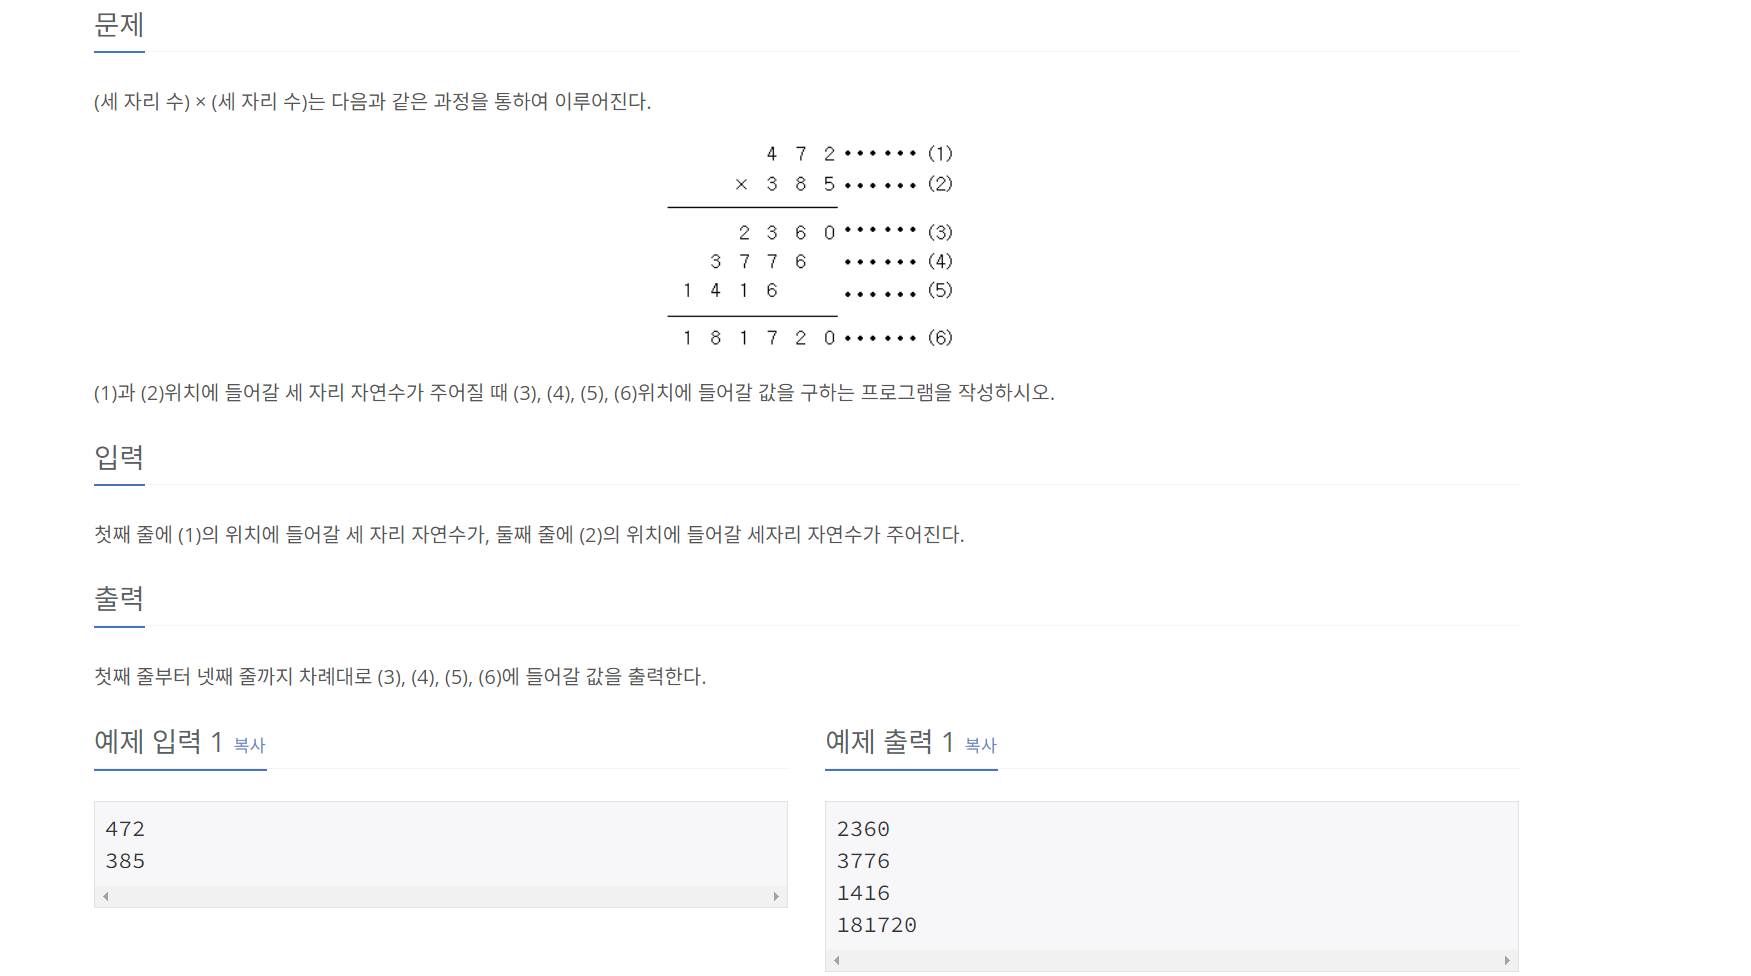 문제
(세 자리 수) × (세 자리 수)는 다음과 같은 과정을 통하여 이루어진다.
4 7 2 •••••• (1)
× 3 8 5 •••••• (2)
2 3 6 0 •••••• (3)
3 7 7 6 •••••• (4)
1 4 1 6 •••••• (5)
1 8 1 7 2 0 •••••• (6)
(1)과 (2)위치에 들어갈 세 자리 자연수가 주어질 때 (3), (4), (5), (6)위치에 들어갈 값을 구하는 프로그램을 작성하시오.
입력
첫째 줄에 (1)의 위치에 들어갈 세 자리 자연수가, 둘째 줄에 (2)의 위치에 들어갈 세자리 자연수가 주어진다.
출력
첫째 줄부터 넷째 줄까지 차례대로 (3), (4), (5), (6)에 들어갈 값을 출력한다.
예제 입력 1 복사
472
385
예제 출력 1 복사
2360
3776
1416
181720